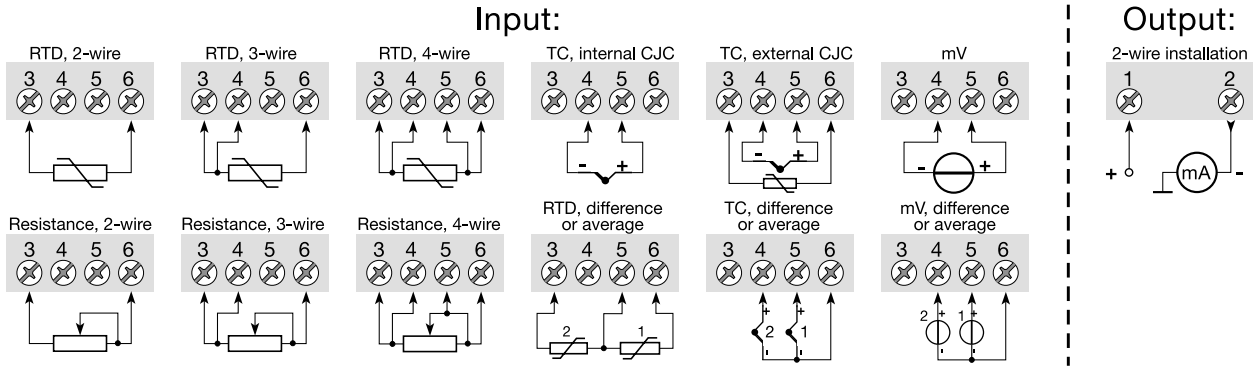 Input:
Output:
RTD, 2-wire
RTD, 3-wire
RTD, 4-wire
TC, internal CJC
TC, external CJC
mV
2-wire installation
3 4 5 6
3 4 5 6
3 4 5 6
3 4 5 6
3 4 5 6
3 4 5 6
1 2
- +
- +
- +
+ mA -
Resistance, 2-wire
Resistance, 3-wire
Resistance, 4-wire
RTD, difference
or average
TC, difference
or average
mV, difference
or average
3 4 5 6
3 4 5 6
3 4 5 6
3 4 5 6
3 4 5 6
3 4 5 6
2 1
+ +
2 1
- -
2 + 1 +
- -